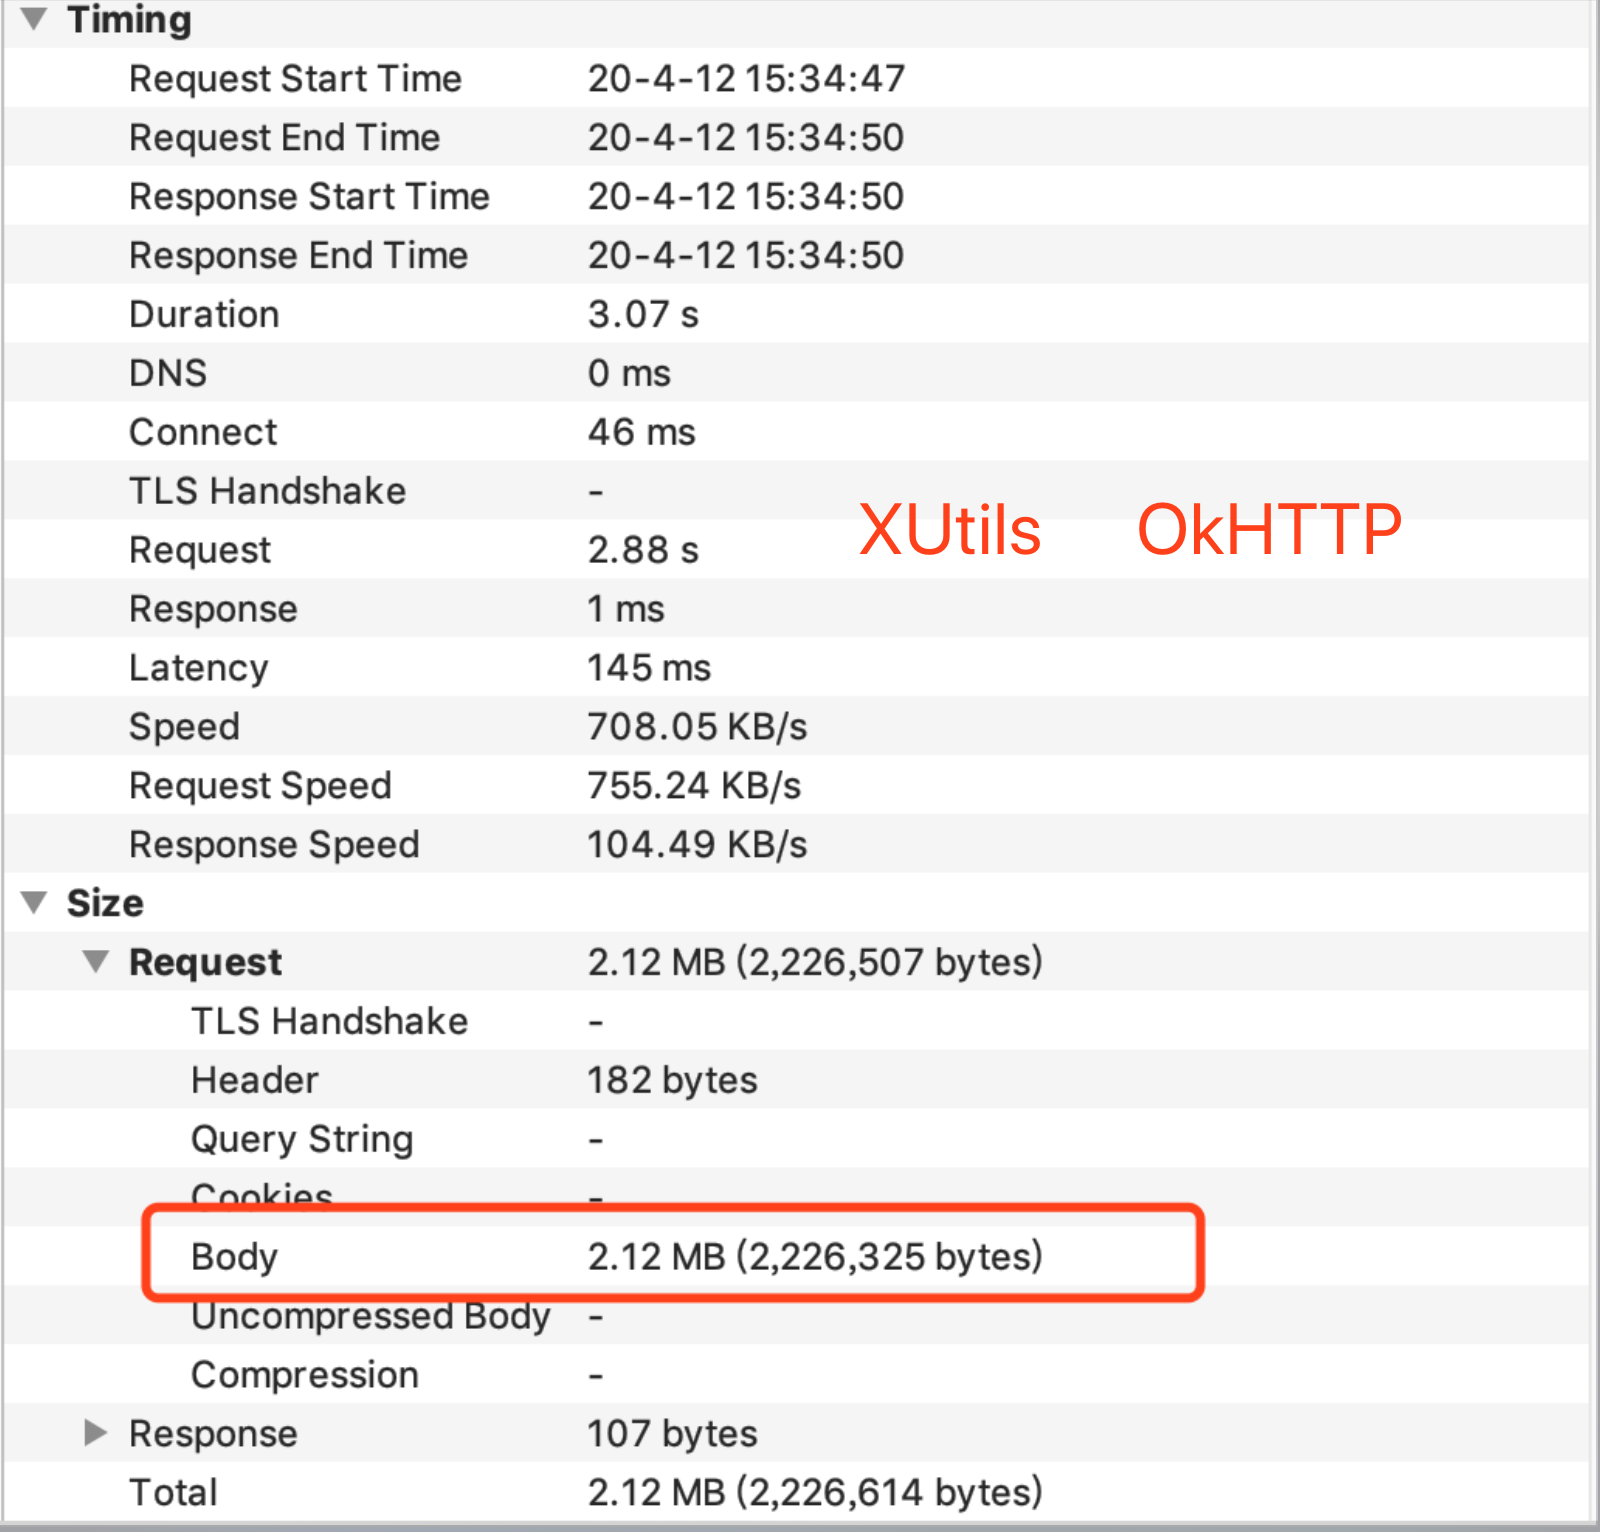 Timing
Request Start Time 20-4-12 15:34:47
Request End Time 20-4-12 15:34:50
Response Start Time 20-4-12 15:34:50
Response End Time 20-4-12 15:34:50
Duration 3.07 s
DNS 0 ms
Connect 46 ms
TLS Handshake -
XUtils OkHTTP
Request 2.88 s
Response 1 ms
Latency 145 ms
Speed 708.05 KB/s
Request Speed 755.24 KB/s
Response Speed 104.49 KB/s
Size
Request 2.12 MB (2,226,507 bytes)
TLS Handshake -
Header 182 bytes
Query String -
Cookies -
Body 2.12 MB (2,226,325 bytes)
Uncompressed Body -
Compression -
Response 107 bytes
Total 2.12 MB (2,226,614 bytes)